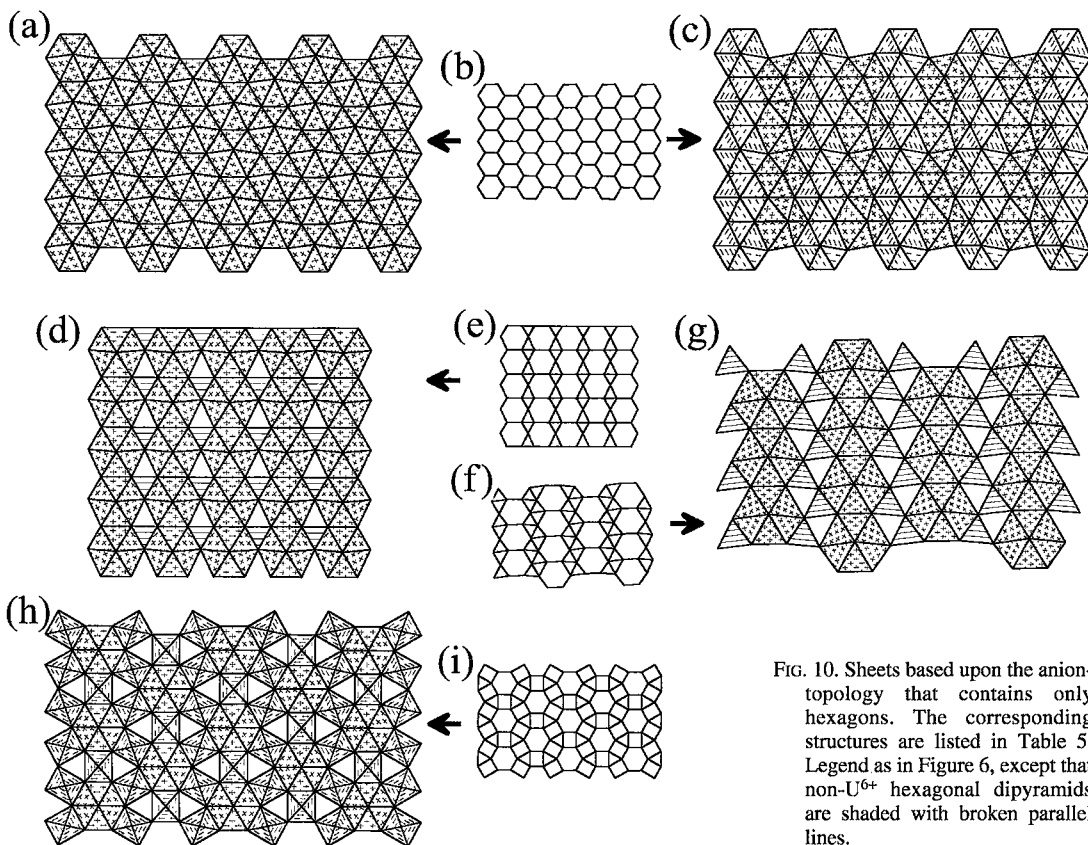 (a)
(b)
(c)
(d)
(e)
(f)
(g)
(h)
(i)
FIG. 10. Sheets based upon the anion-
topology that contains only
hexagons. The corresponding
structures are listed in Table 5
Legend as in Figure 6, except that
non-U⁶⁺ hexagonal dipyramids
are shaded with broken parallel
lines.